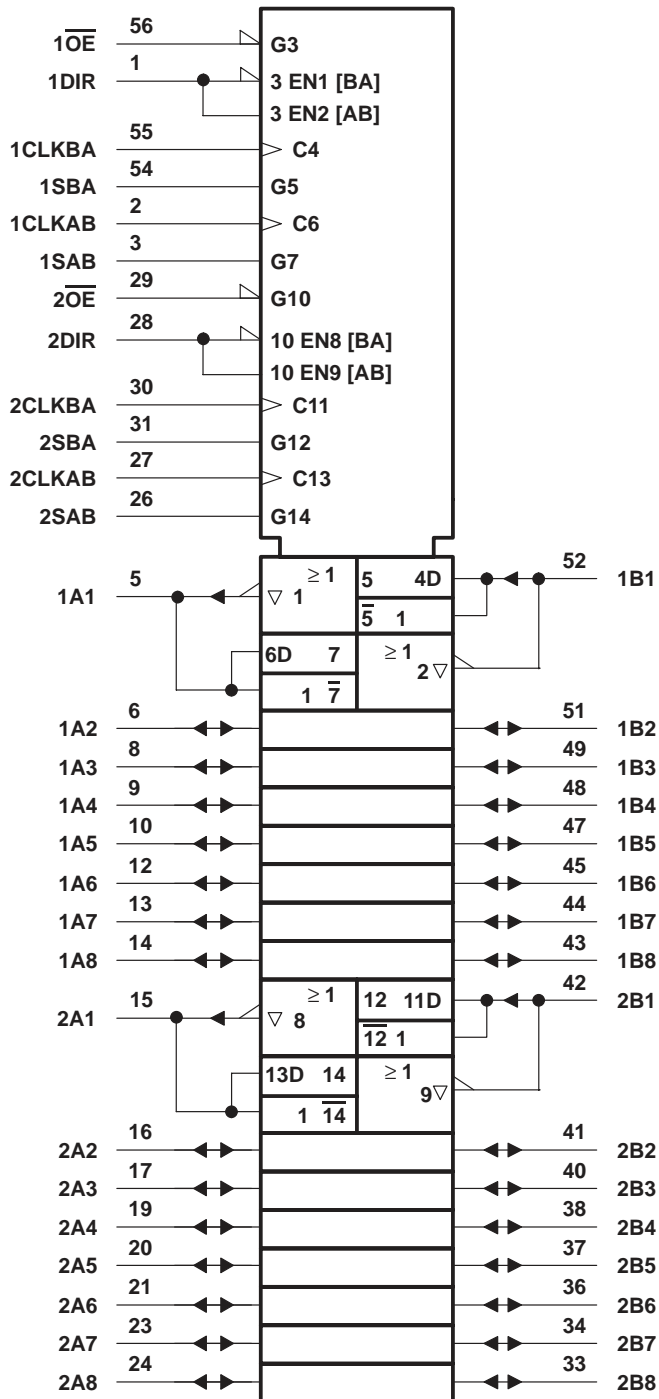 56
1O̅E̅ G3
1
1DIR 3 EN1 [BA]
3 EN2 [AB]
55
1CLKBA C4
54
1SBA G5
2
1CLKAB C6
3
1SAB G7
29
2O̅E̅ G10
28
2DIR 10 EN8 [BA]
10 EN9 [AB]
30
2CLKBA C11
31
2SBA G12
27
2CLKAB C13
26
2SAB G14
5 ≥ 1 5 4D 52
1A1 ▽ 1 1B1
5̅ 1
6D 7 ≥ 1
2 ▽
1 7̅
6 51
1A2 1B2
8 49
1A3 1B3
9 48
1A4 1B4
10 47
1A5 1B5
12 45
1A6 1B6
13 44
1A7 1B7
14 43
1A8 1B8
15 ≥ 1 12 11D 42
2A1 ▽ 8 2B1
1̅2̅ 1
13D 14 ≥ 1
9 ▽
1 1̅4̅
16 41
2A2 2B2
17 40
2A3 2B3
19 38
2A4 2B4
20 37
2A5 2B5
21 36
2A6 2B6
23 34
2A7 2B7
24 33
2A8 2B8